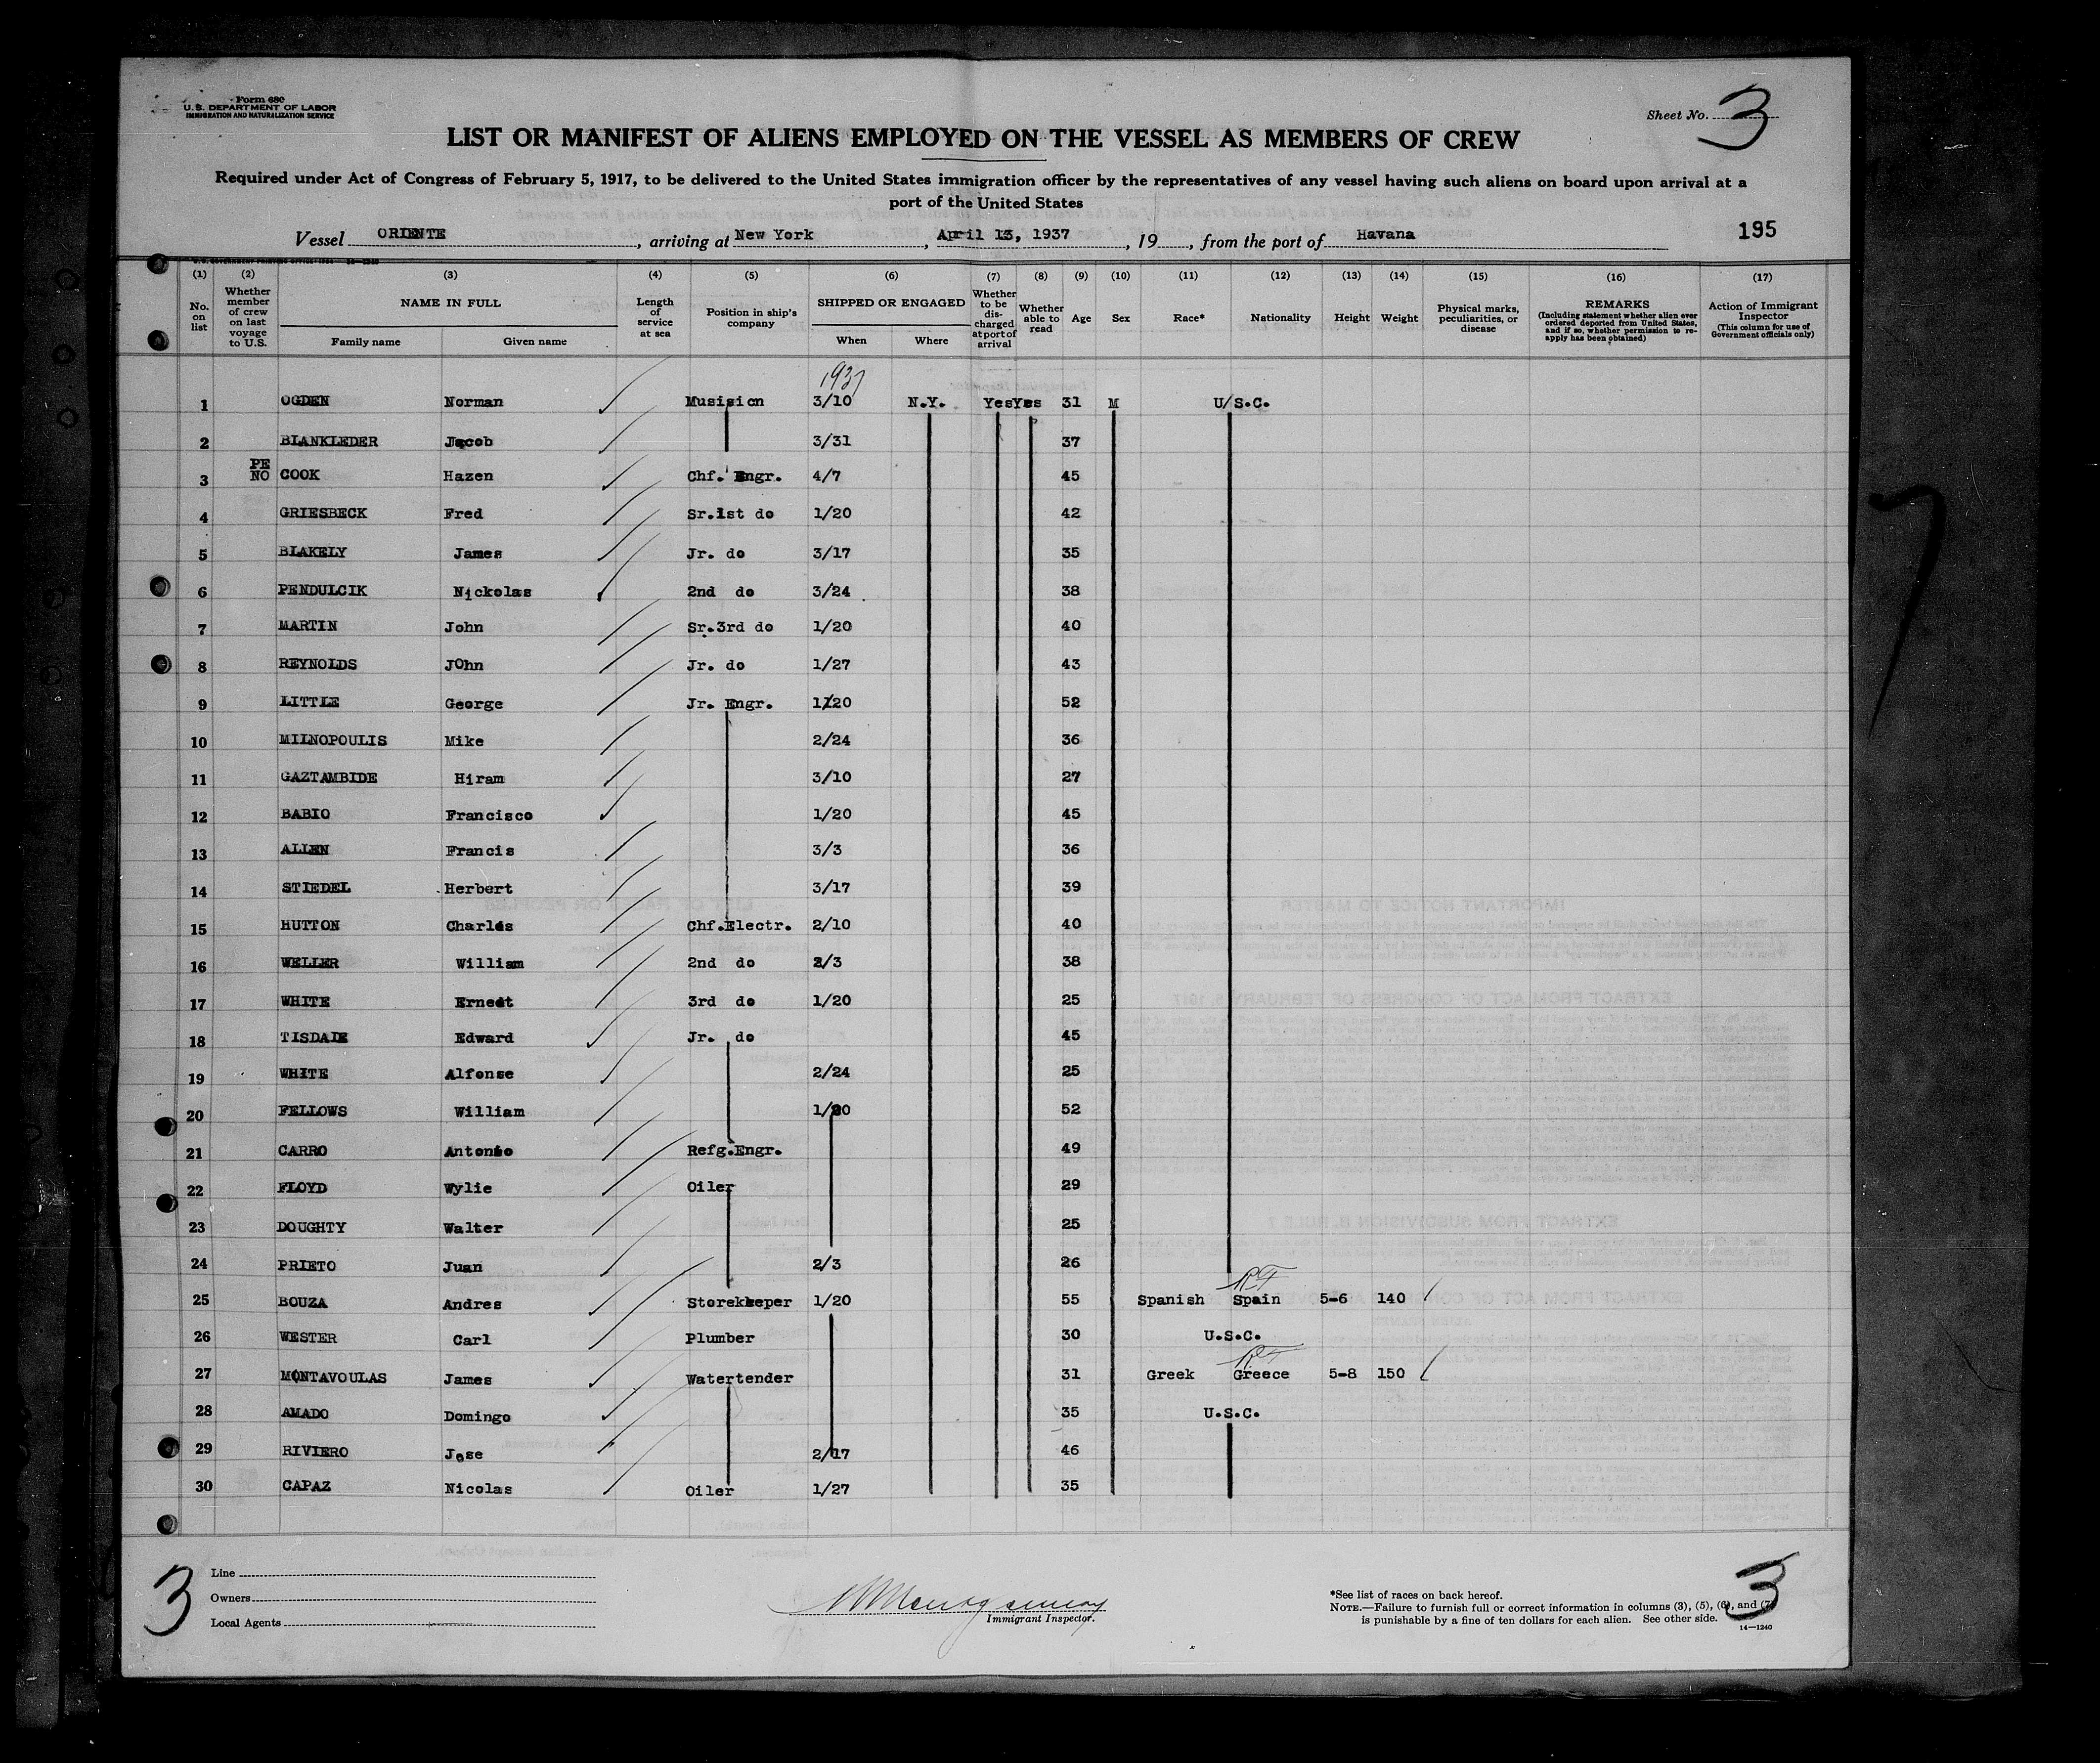 Form 680
U. S. DEPARTMENT OF LABOR
IMMIGRATION AND NATURALIZATION SERVICE
Sheet No. 3
LIST OR MANIFEST OF ALIENS EMPLOYED ON THE VESSEL AS MEMBERS OF CREW
Required under Act of Congress of February 5, 1917, to be delivered to the United States immigration officer by the representatives of any vessel having such aliens on board upon arrival at a
port of the United States
Vessel ORIENTE, arriving at New York, April 13, 1937, 19, from the port of Havana 195
(1) (2) (3) (4) (5) (6) (7) (8) (9) (10) (11) (12) (13) (14) (15) (16) (17)
No. on list
Whether member of crew on last voyage to U.S.
NAME IN FULL
Family name Given name
Length of service at sea
Position in ship's company
SHIPPED OR ENGAGED
When Where
Whether to be discharged at port of arrival
Whether able to read
Age Sex Race* Nationality Height Weight
Physical marks, peculiarities, or disease
REMARKS
(Including statement whether alien ever ordered deported from United States, and if so, whether permission to reapply has been obtained)
Action of Immigrant Inspector
(This column for use of Government officials only)
1937
1 OGDEN Norman Musision 3/10 N.Y. Yes Yes 31 M U/S.C.
2 BLANKLEDER Jacob 3/31 37
PE
3 NO COOK Hazen Chf. Engr. 4/7 45
4 GRIESBECK Fred Sr.1st do 1/20 42
5 BLAKELY James Jr. do 3/17 35
6 PENDULCIK Nickolas 2nd do 3/24 38
7 MARTIN John Sr.3rd do 1/20 40
8 REYNOLDS JOhn Jr. do 1/27 43
9 LITTLE George Jr. Engr. 1/20 52
10 MILNOPOULIS Mike 2/24 36
11 GAZTAMBIDE Hiram 3/10 27
12 BABIO Francisco 1/20 45
13 ALLEN Francis 3/3 36
14 STIEDEL Herbert 3/17 39
15 HUTTON Charles Chf.Electr. 2/10 40
16 WELLER William 2nd do 2/3 38
17 WHITE Ernest 3rd do 1/20 25
18 TISDALE Edward Jr. do 45
19 WHITE Alfonse 2/24 25
20 FELLOWS William 1/20 52
21 CARRO Antonio Refg.Engr. 49
22 FLOYD Wylie Oiler 29
23 DOUGHTY Walter 25
24 PRIETO Juan 2/3 26
25 BOUZA Andres Storekeeper 1/20 55 Spanish Spain 5-6 140
26 WESTER Carl Plumber 30 U.S.C.
27 MONTAVOULAS James Watertender 31 Greek Greece 5-8 150
28 AMADO Domingo 35 U.S.C.
29 RIVIERO Jose 2/17 46
30 CAPAZ Nicolas Oiler 1/27 35
3
Line
Owners
Local Agents
Immigrant Inspector.
*See list of races on back hereof.
NOTE.—Failure to furnish full or correct information in columns (3), (5), (6), and (7)
is punishable by a fine of ten dollars for each alien. See other side.
14—1240
3